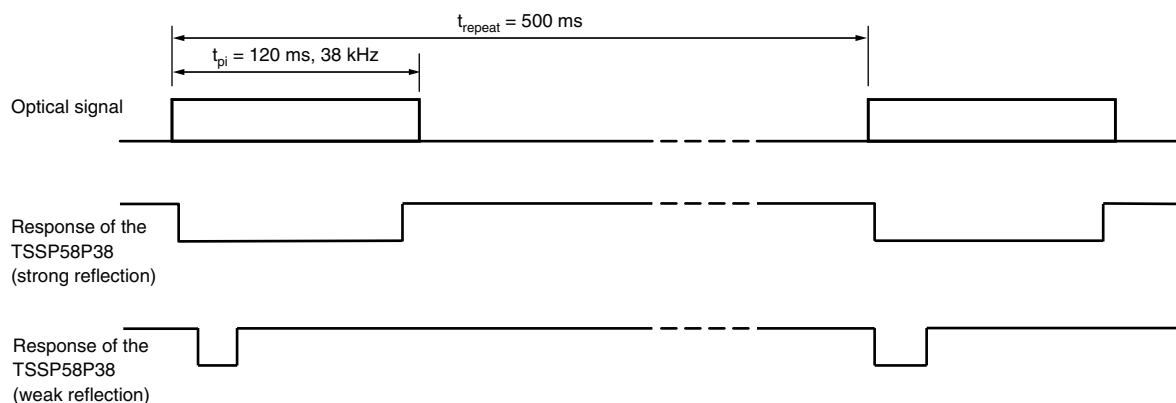 t_repeat = 500 ms
t_pi = 120 ms, 38 kHz
Optical signal
Response of the
TSSP58P38
(strong reflection)
Response of the
TSSP58P38
(weak reflection)